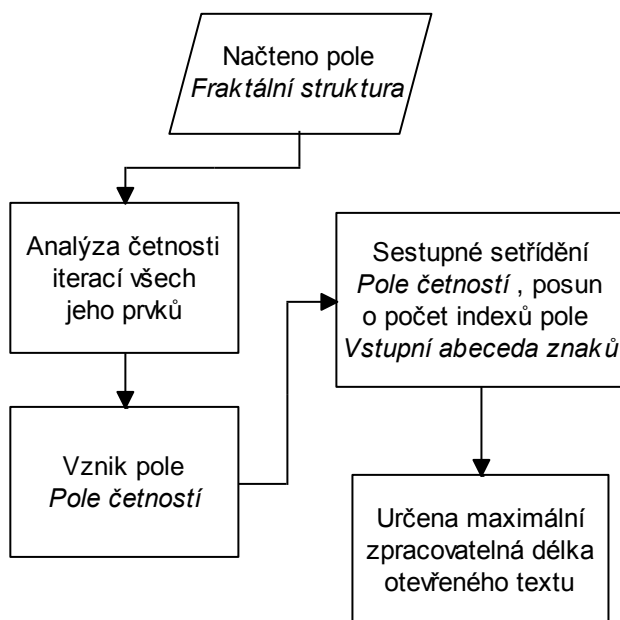 Načteno pole
Fraktální struktura
Analýza četnosti
iterací všech
jeho prvků
Vznik pole
Pole četností
Sestupné setřídění
Pole četností , posun
o počet indexů pole
Vstupní abeceda znaků
Určena maximální
zpracovatelná délka
otevřeného textu